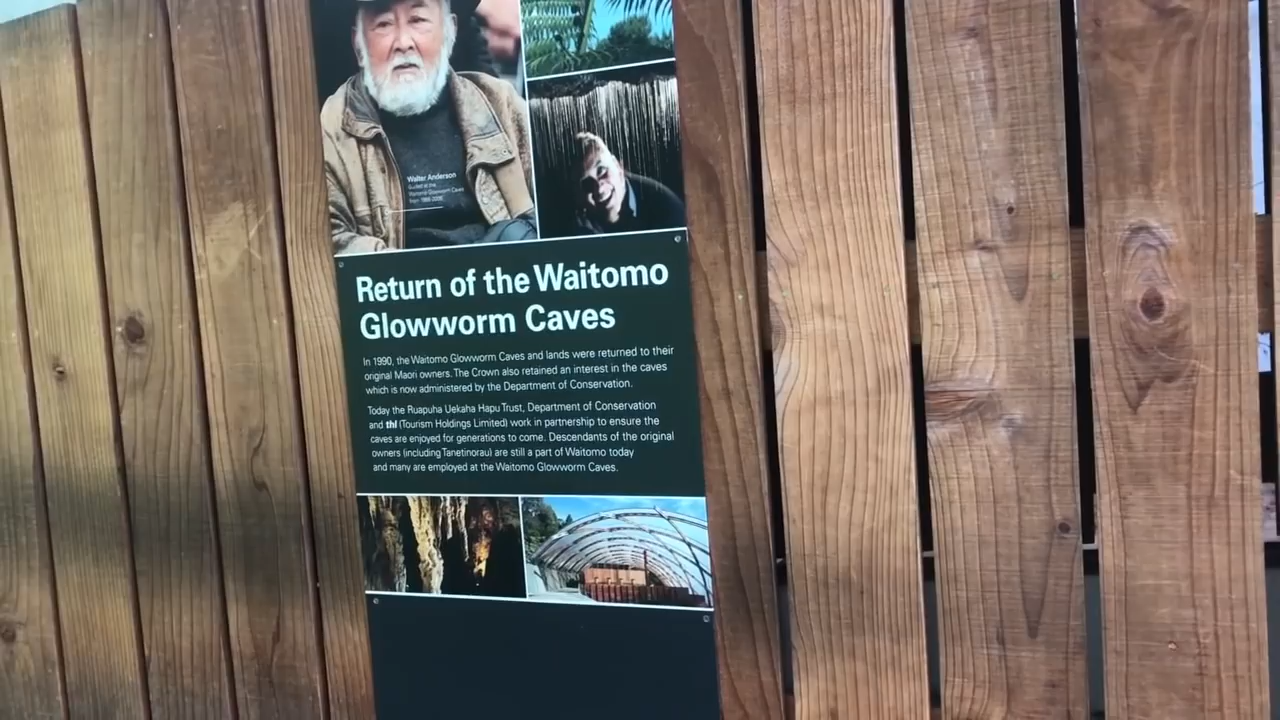 Walter Anderson
Guided at the
Waitomo Glowworm Caves
from
Return of the Waitomo
Glowworm Caves
In 1990, the Waitomo Glowworm Caves and lands were returned to their
original Maori owners. The Crown also retained an interest in the caves
which is now administered by the Department of Conservation.
Today the Ruapuha Uekaha Hapu Trust, Department of Conservation
and thl (Tourism Holdings Limited) work in partnership to ensure the
caves are enjoyed for generations to come. Descendants of the original
owners (including Tanetinorau) are still a part of Waitomo today
and many are employed at the Waitomo Glowworm Caves.